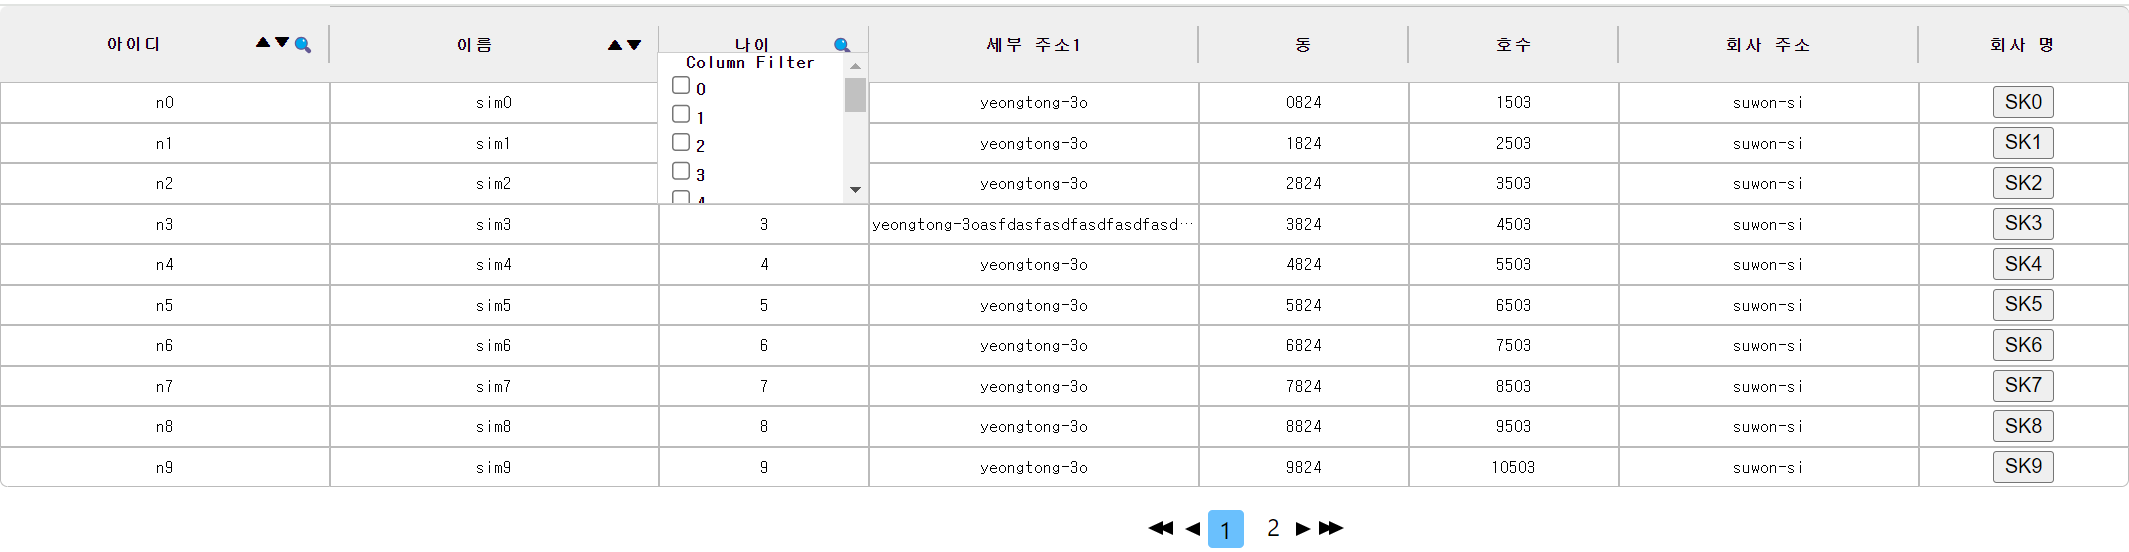 아이디 ▲▼ 이름 ▲▼ 나이 세부 주소1 동 호수 회사 주소 회사 명
Column Filter
0
1
2
3
4
n0 sim0 yeongtong-3o 0824 1503 suwon-si SK0
n1 sim1 yeongtong-3o 1824 2503 suwon-si SK1
n2 sim2 yeongtong-3o 2824 3503 suwon-si SK2
n3 sim3 3 yeongtong-3oasfdasfasdfasdfasdfasd… 3824 4503 suwon-si SK3
n4 sim4 4 yeongtong-3o 4824 5503 suwon-si SK4
n5 sim5 5 yeongtong-3o 5824 6503 suwon-si SK5
n6 sim6 6 yeongtong-3o 6824 7503 suwon-si SK6
n7 sim7 7 yeongtong-3o 7824 8503 suwon-si SK7
n8 sim8 8 yeongtong-3o 8824 9503 suwon-si SK8
n9 sim9 9 yeongtong-3o 9824 10503 suwon-si SK9
1 2